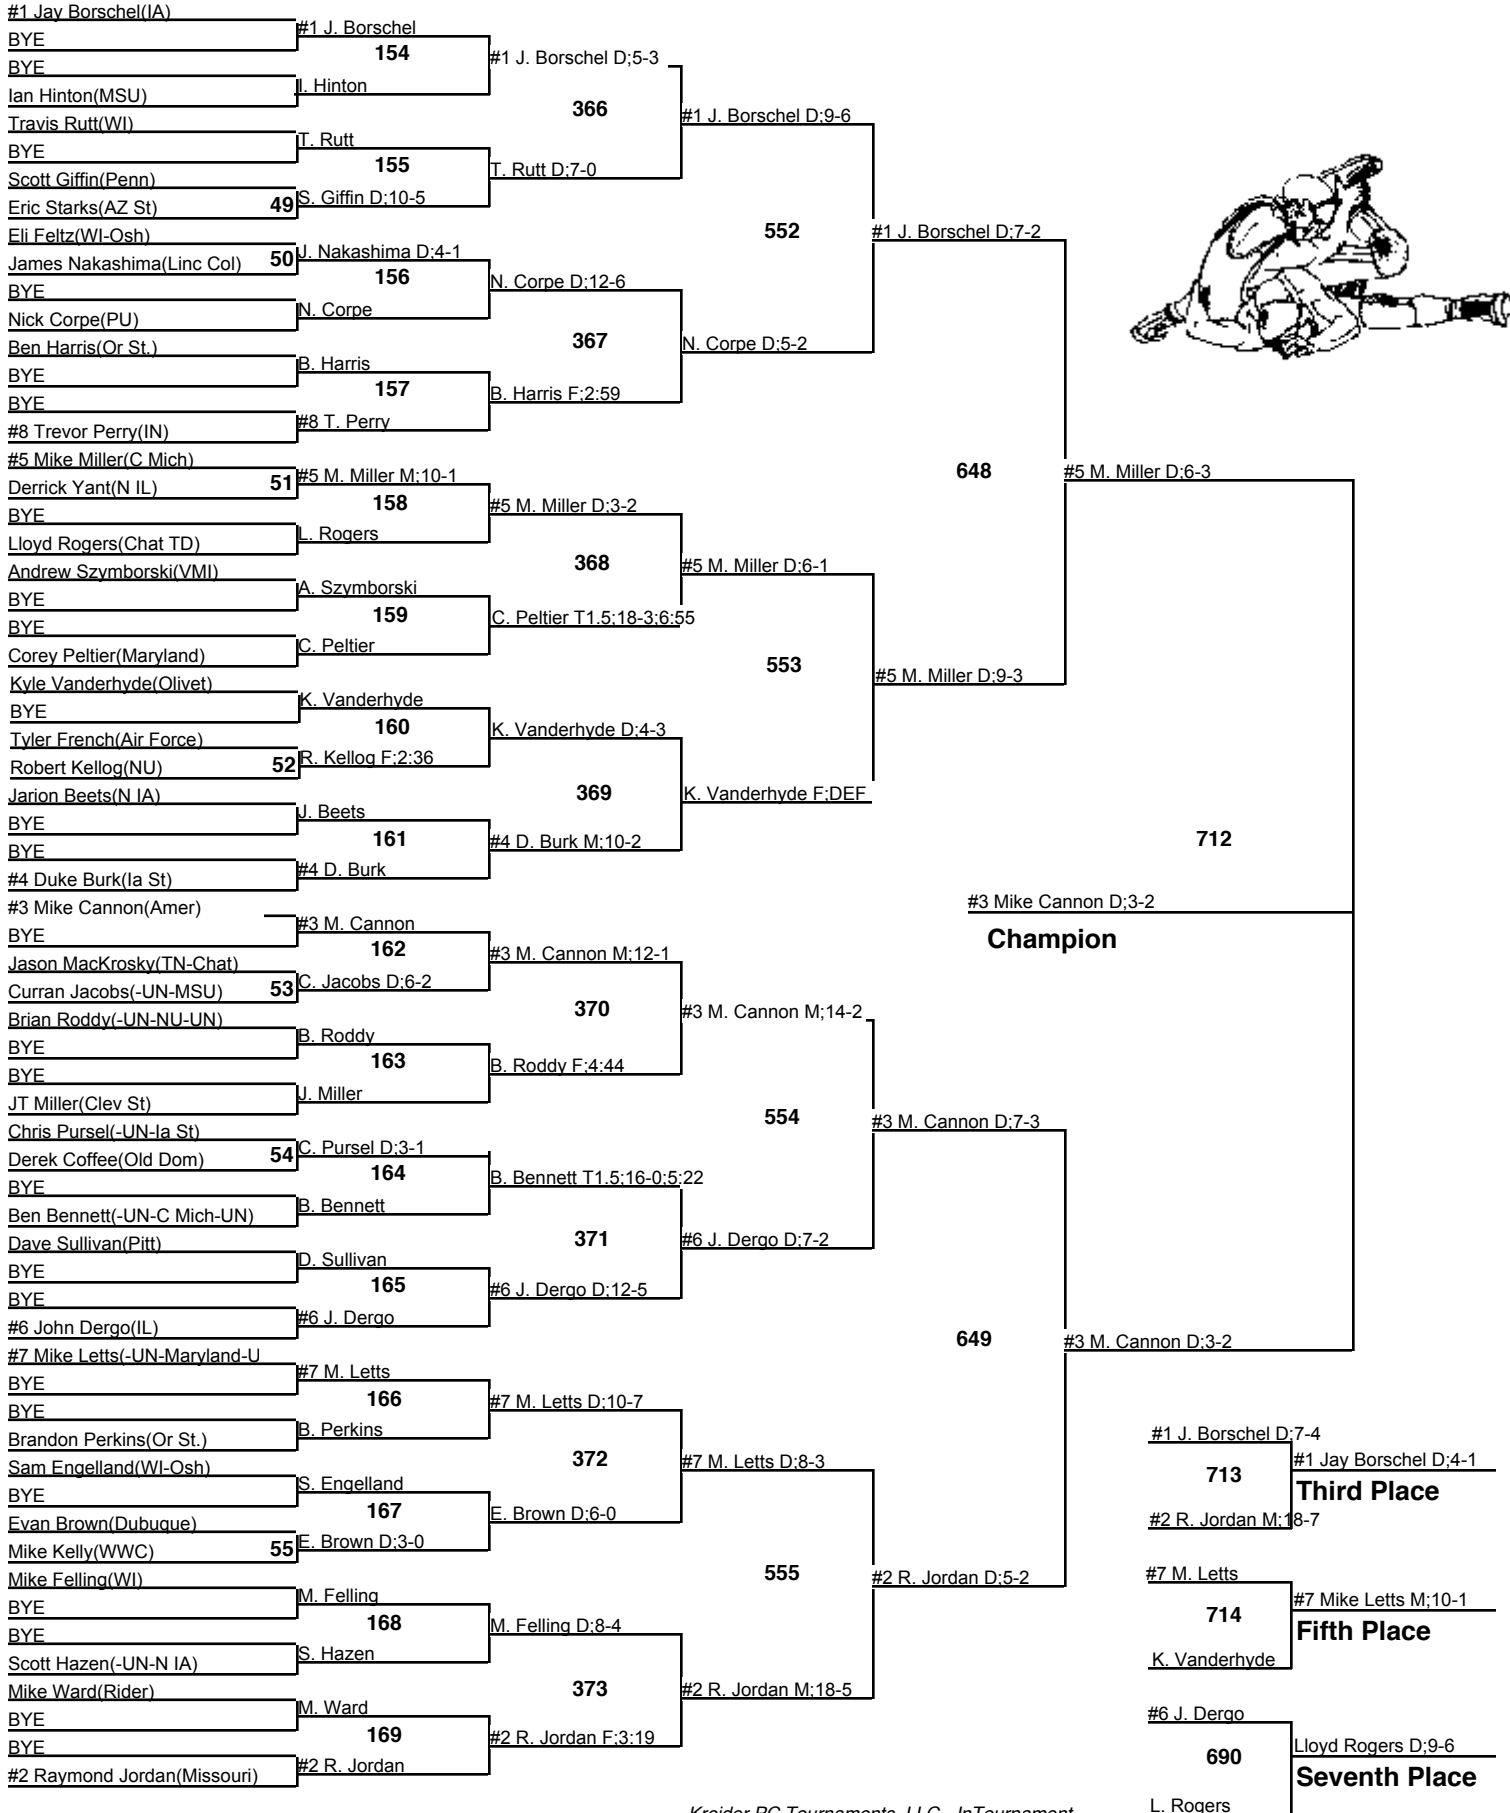 #1 Jay Borschel(IA)
BYE
BYE
Ian Hinton(MSU)
Travis Rutt(WI)
BYE
Scott Giffin(Penn)
Eric Starks(AZ St)
49
Eli Feltz(WI-Osh)
James Nakashima(Linc Col)
50
BYE
Nick Corpe(PU)
Ben Harris(Or St.)
BYE
BYE
#8 Trevor Perry(IN)
#5 Mike Miller(C Mich)
Derrick Yant(N IL)
51
BYE
Lloyd Rogers(Chat TD)
Andrew Szymborski(VMI)
BYE
BYE
Corey Peltier(Maryland)
Kyle Vanderhyde(Olivet)
BYE
Tyler French(Air Force)
Robert Kellog(NU)
52
Jarion Beets(N IA)
BYE
BYE
#4 Duke Burk(Ia St)
#3 Mike Cannon(Amer)
BYE
Jason MacKrosky(TN-Chat)
Curran Jacobs(-UN-MSU)
53
Brian Roddy(-UN-NU-UN)
BYE
BYE
JT Miller(Clev St)
Chris Pursel(-UN-Ia St)
Derek Coffee(Old Dom)
54
BYE
Ben Bennett(-UN-C Mich-UN)
Dave Sullivan(Pitt)
BYE
BYE
#6 John Dergo(IL)
#7 Mike Letts(-UN-Maryland-U
BYE
BYE
Brandon Perkins(Or St.)
Sam Engelland(WI-Osh)
BYE
Evan Brown(Dubuque)
Mike Kelly(WWC)
55
Mike Felling(WI)
BYE
BYE
Scott Hazen(-UN-N IA)
Mike Ward(Rider)
BYE
BYE
#2 Raymond Jordan(Missouri)
#1 J. Borschel
154
I. Hinton
T. Rutt
155
S. Giffin D;10-5
J. Nakashima D;4-1
156
N. Corpe
B. Harris
157
#8 T. Perry
#5 M. Miller M;10-1
158
L. Rogers
A. Szymborski
159
C. Peltier
K. Vanderhyde
160
R. Kellog F;2:36
J. Beets
161
#4 D. Burk
#3 M. Cannon
162
C. Jacobs D;6-2
B. Roddy
163
J. Miller
C. Pursel D;3-1
164
B. Bennett
D. Sullivan
165
#6 J. Dergo
#7 M. Letts
166
B. Perkins
S. Engelland
167
E. Brown D;3-0
M. Felling
168
S. Hazen
M. Ward
169
#2 R. Jordan
#1 J. Borschel D;5-3
366
T. Rutt D;7-0
N. Corpe D;12-6
367
B. Harris F;2:59
#5 M. Miller D;3-2
368
C. Peltier T1.5;18-3;6:55
K. Vanderhyde D;4-3
369
#4 D. Burk M;10-2
#3 M. Cannon M;12-1
370
B. Roddy F;4:44
B. Bennett T1.5;16-0;5:22
371
#6 J. Dergo D;12-5
#7 M. Letts D;10-7
372
E. Brown D;6-0
M. Felling D;8-4
373
#2 R. Jordan F;3:19
#1 J. Borschel D;9-6
552
N. Corpe D;5-2
#5 M. Miller D;6-1
553
K. Vanderhyde F;DEF
#3 M. Cannon M;14-2
554
#6 J. Dergo D;7-2
#7 M. Letts D;8-3
555
#2 R. Jordan M;18-5
#1 J. Borschel D;7-2
648
#5 M. Miller D;9-3
#3 M. Cannon D;7-3
649
#2 R. Jordan D;5-2
#5 M. Miller D;6-3
712
#3 M. Cannon D;3-2
#3 Mike Cannon D;3-2
Champion
#1 J. Borschel D;7-4
713
#2 R. Jordan M;18-7
#1 Jay Borschel D;4-1
Third Place
#7 M. Letts
714
K. Vanderhyde
#7 Mike Letts M;10-1
Fifth Place
#6 J. Dergo
690
L. Rogers
Lloyd Rogers D;9-6
Seventh Place
Kreider PC Tournaments, LLC - InTournament